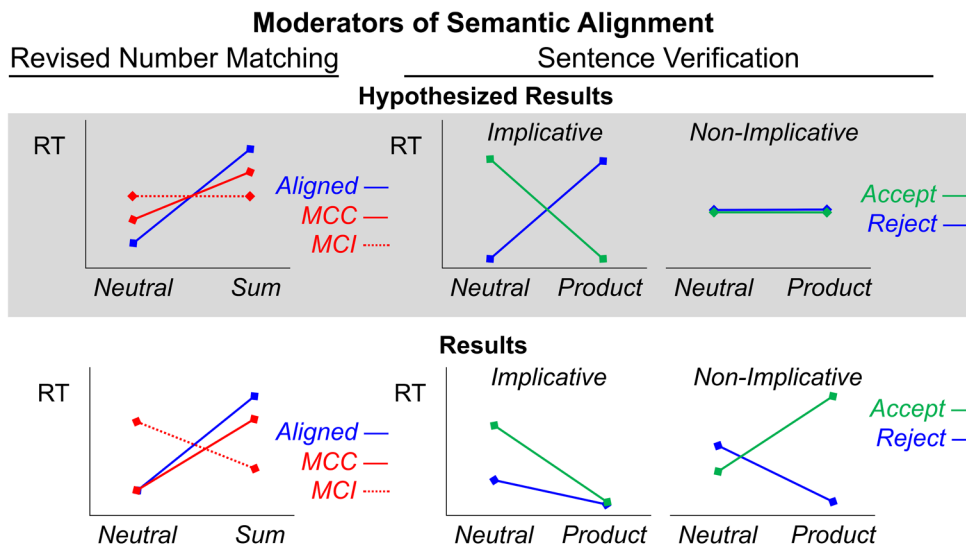 Moderators of Semantic Alignment
Revised Number Matching
Sentence Verification
Hypothesized Results
RT
Aligned
MCC
MCI
Neutral Sum
RT
Implicative
Neutral Product
Non-Implicative
Accept
Reject
Neutral Product
Results
RT
Aligned
MCC
MCI
Neutral Sum
RT
Implicative
Neutral Product
Non-Implicative
Accept
Reject
Neutral Product